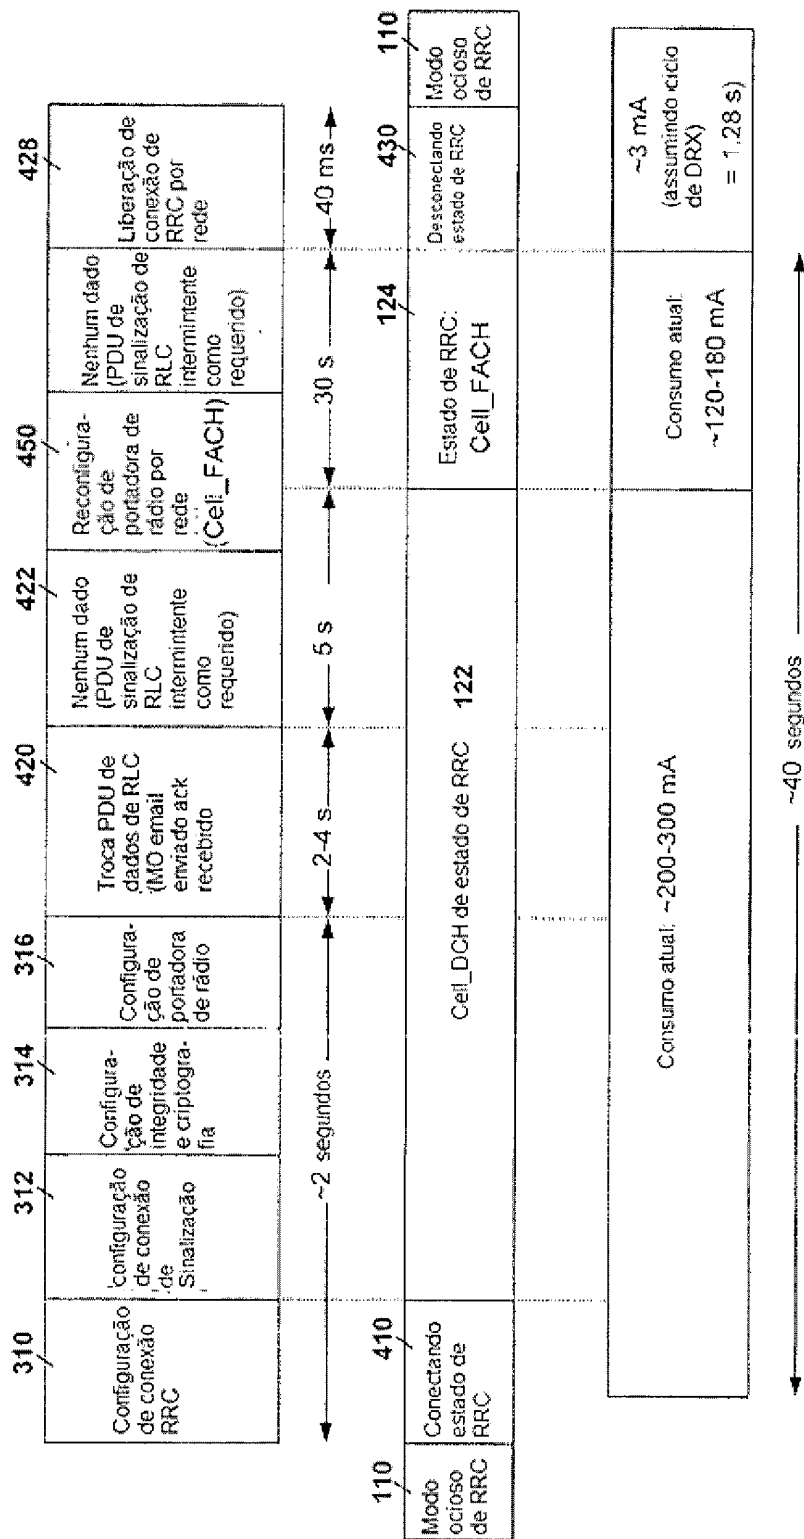 310
Configuração
de conexão
RRC
312
configuração
de conexão
de
Sinalização
314
Configura-
ção de
integridade
e criptogra-
fia
316
Configura-
ção de
portadora
de rádio
420
Troca PDU de
dados de RLC
(MO email
enviado ack
recebido
422
Nenhum dado
(PDU de
sinalização de
RLC
intermintente
como
requerido)
450
Reconfigura-
ção de
portadora de
rádio por
rede
(Cell_FACH)
Nenhum dado
(PDU de
sinalização de
RLC
intermintente
como
requerido)
428
Liberação de
conexão de
RRC por
rede
~2 segundos
2-4 s
5 s
30 s
40 ms
110
Modo
ocioso
de RRC
410
Conectando
estado de
RRC
Cell_DCH de estado de RRC 122
124
Estado de RRC:
Cell_FACH
430
Desconectando
estado de RRC
110
Modo
ocioso
de RRC
Consumo atual: ~200-300 mA
Consumo atual:
~120-180 mA
~3 mA
(assumindo ciclo
de DRX)
= 1.28 s)
~40 segundos